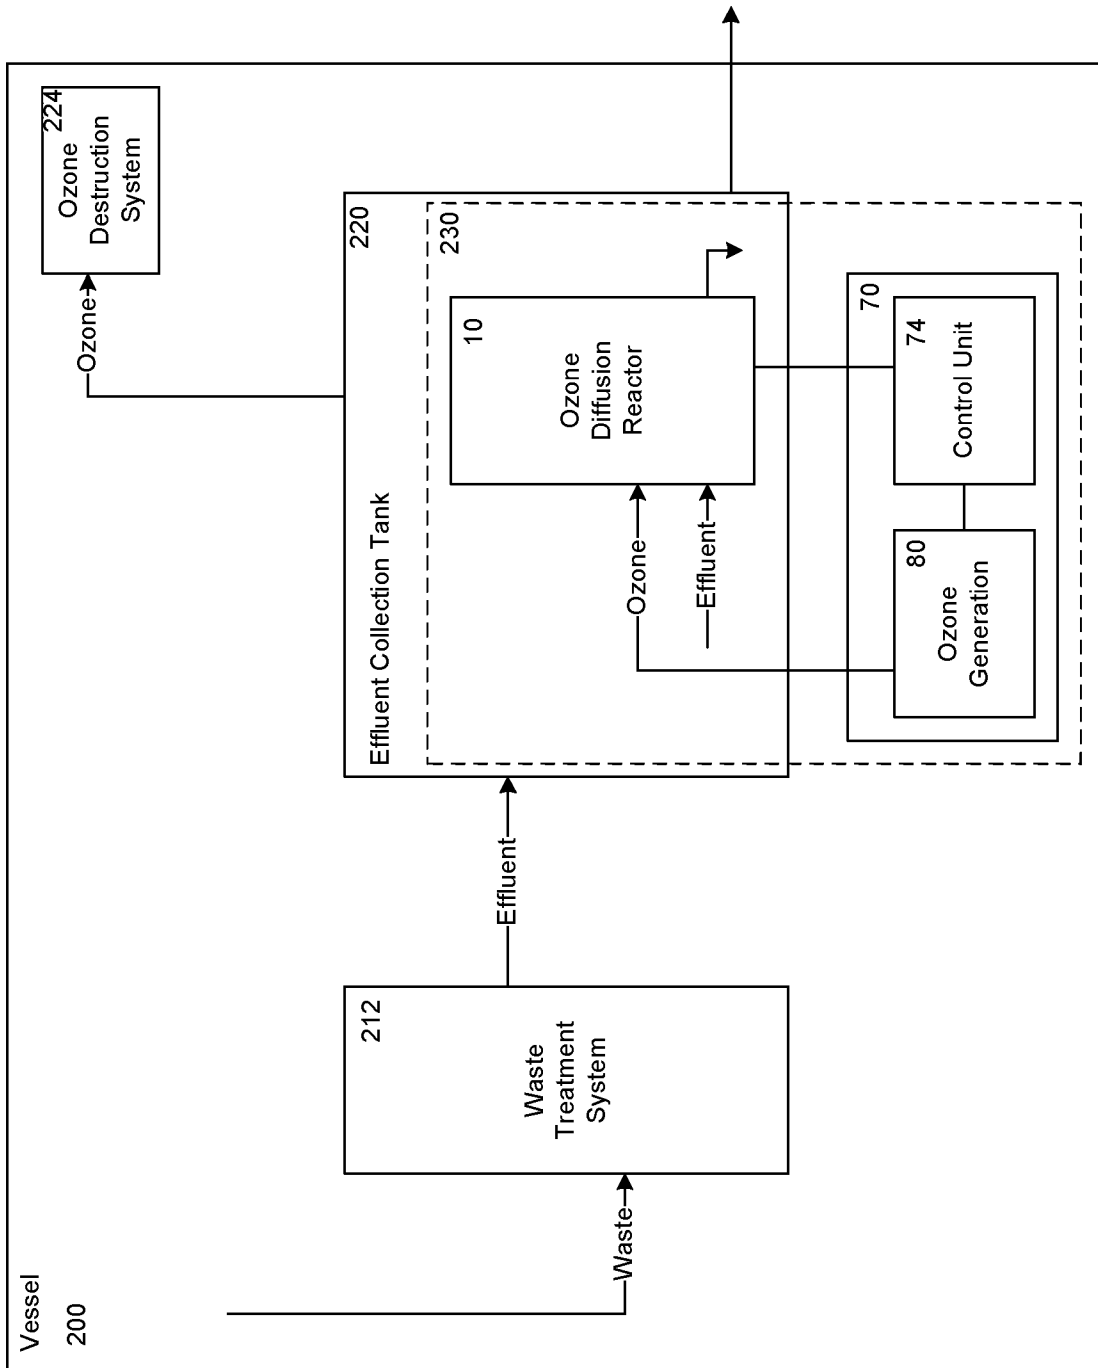 Vessel
200
Waste
212
Waste
Treatment
System
Effluent
Effluent Collection Tank
220
230
Ozone
Effluent
10
Ozone
Diffusion
Reactor
Ozone
224
Ozone
Destruction
System
70
80
Ozone
Generation
74
Control Unit